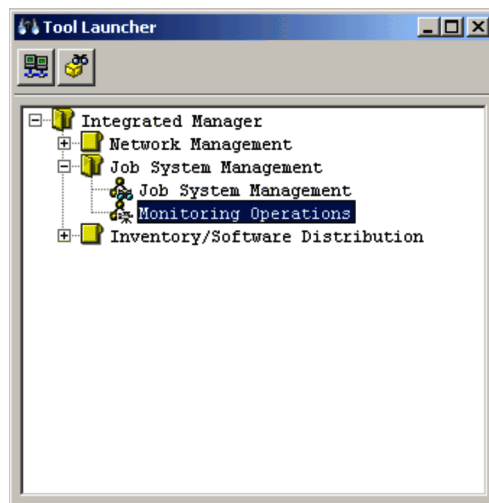 Tool Launcher
Integrated Manager
Network Management
Job System Management
Job System Management
Monitoring Operations
Inventory/Software Distribution